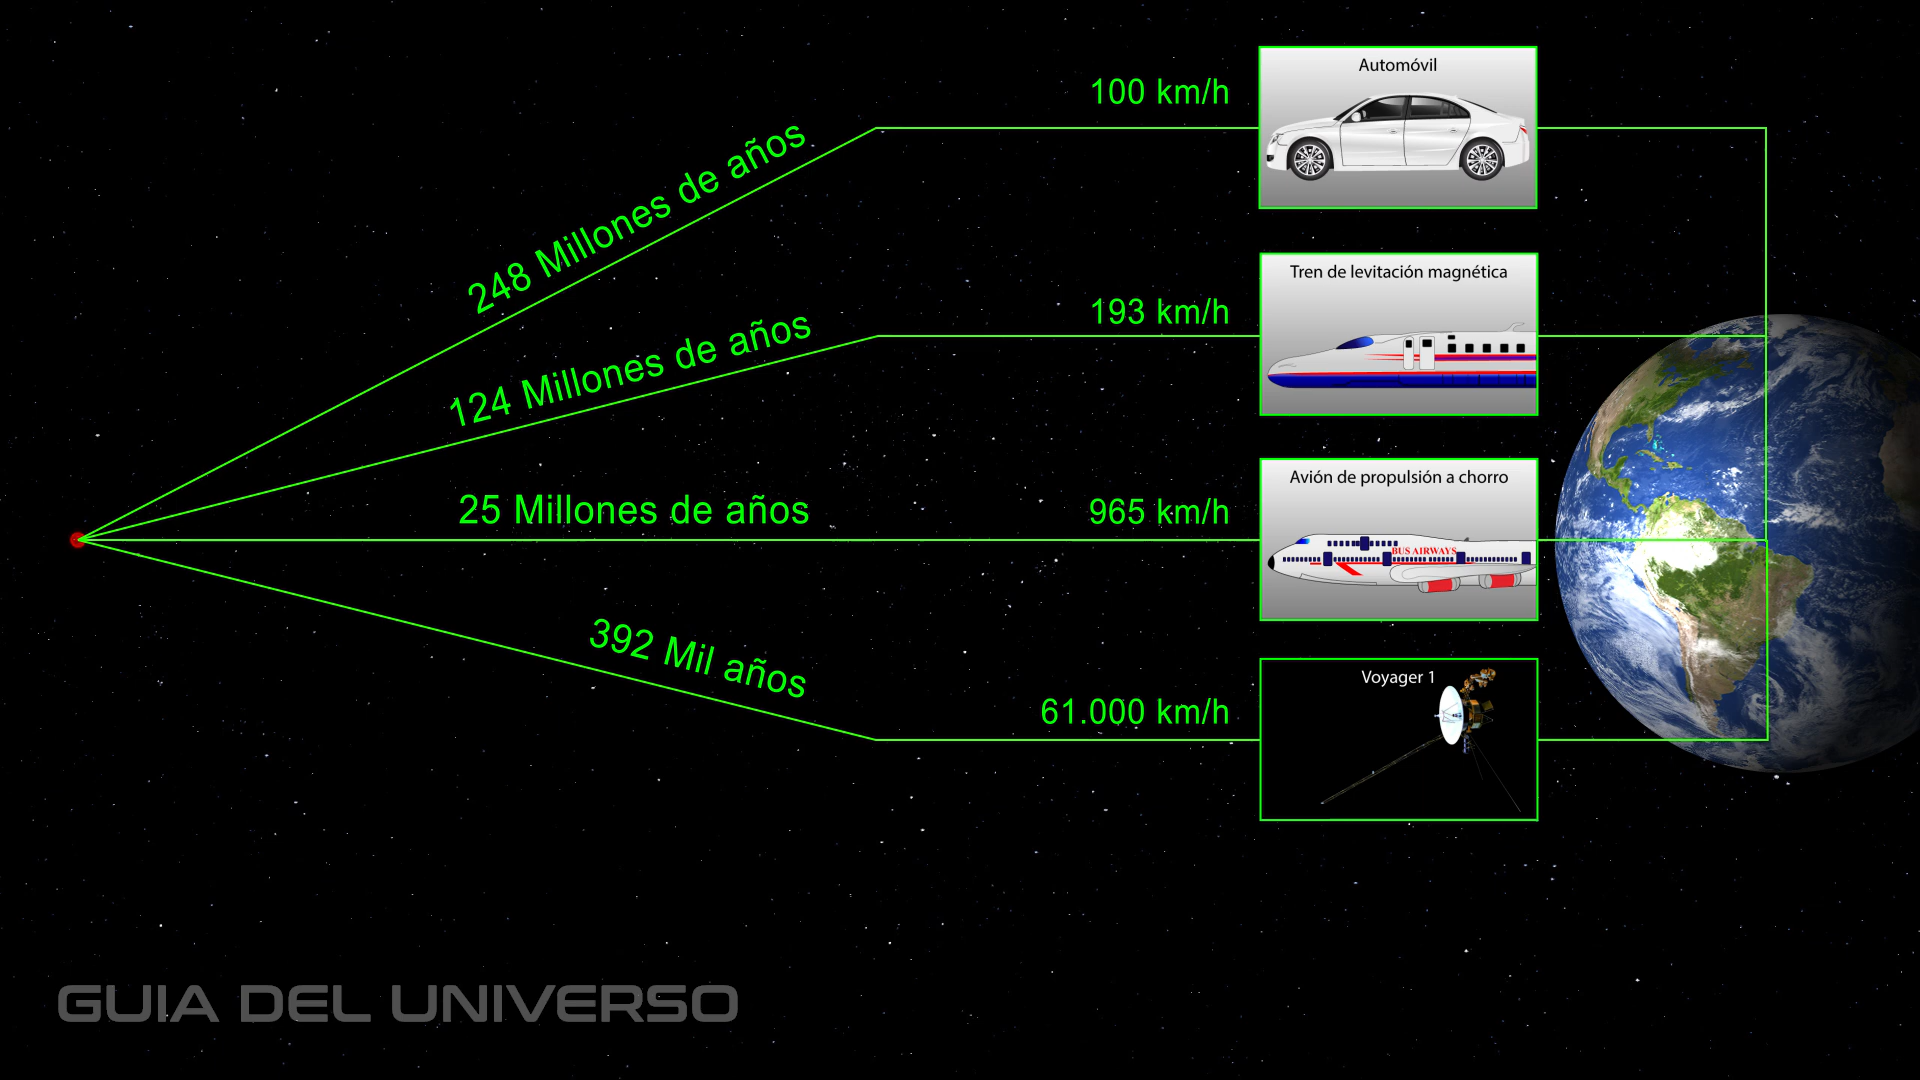 Automóvil
100 km/h
248 Millones de años
Tren de levitación magnética
193 km/h
124 Millones de años
Avión de propulsión a chorro
965 km/h
25 Millones de años
BUS AIRWAYS
392 Mil años
Voyager 1
61.000 km/h
GUIA DEL UNIVERSO